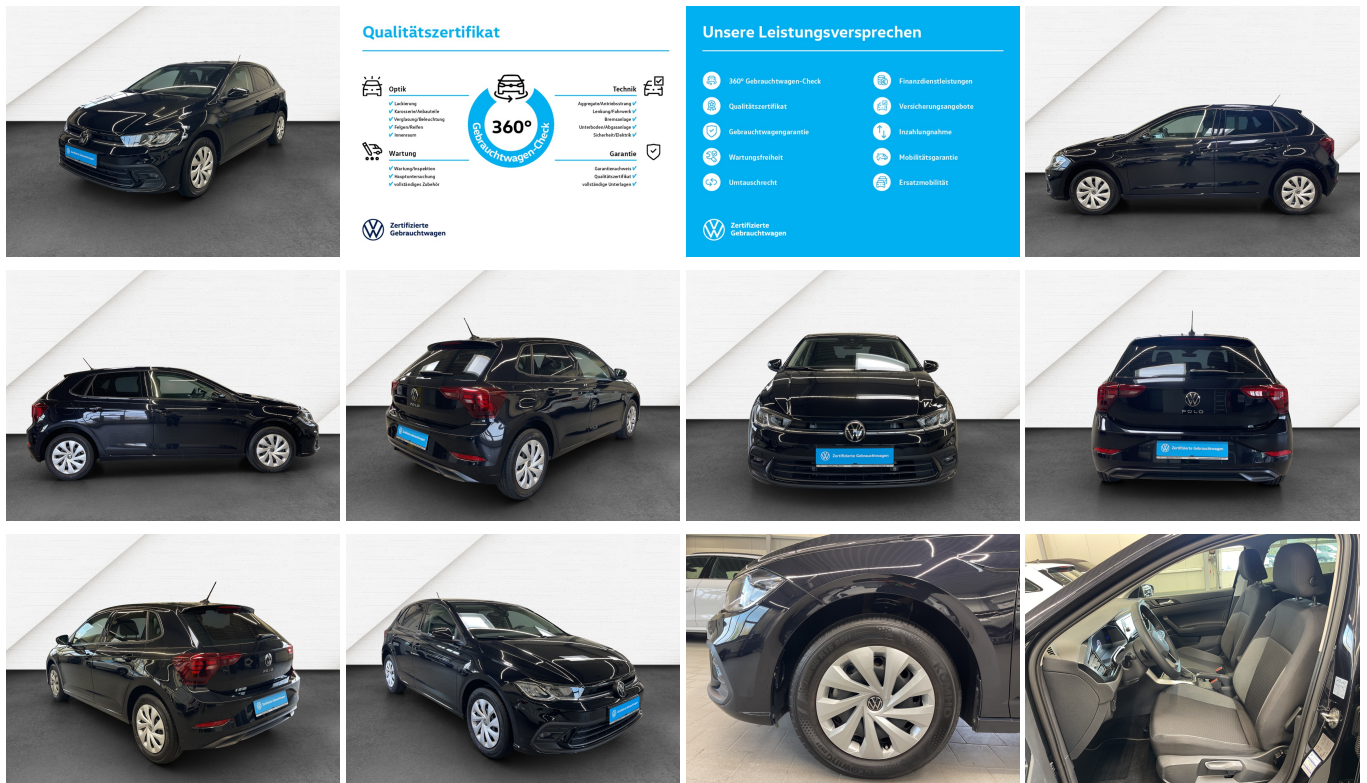 Qualitätszertifikat
Optik
Lackierung
Karosserie/Anbauteile
Verglasung/Beleuchtung
Felgen/Reifen
Innenraum
Technik
Aggregate/Antriebsstrang
Lenkung/Fahrwerk
Bremsanlage
Unterboden/Abgasanlage
Sicherheit/Elektrik
360°
Gebrauchtwagen-Check
Wartung
Wartung/Inspektion
Hauptuntersuchung
vollständiges Zubehör
Garantie
Garantienachweis
Qualitätszertifikat
vollständige Unterlagen
Zertifizierte
Gebrauchtwagen
Unsere Leistungsversprechen
360° Gebrauchtwagen-Check
Qualitätszertifikat
Gebrauchtwagengarantie
Wartungsfreiheit
Umtauschrecht
Finanzdienstleistungen
Versicherungsangebote
Inzahlungnahme
Mobilitätsgarantie
Ersatzmobilität
Zertifizierte
Gebrauchtwagen
Zertifizierte Gebrauchtwagen
POLO
Zertifizierte Gebrauchtwagen